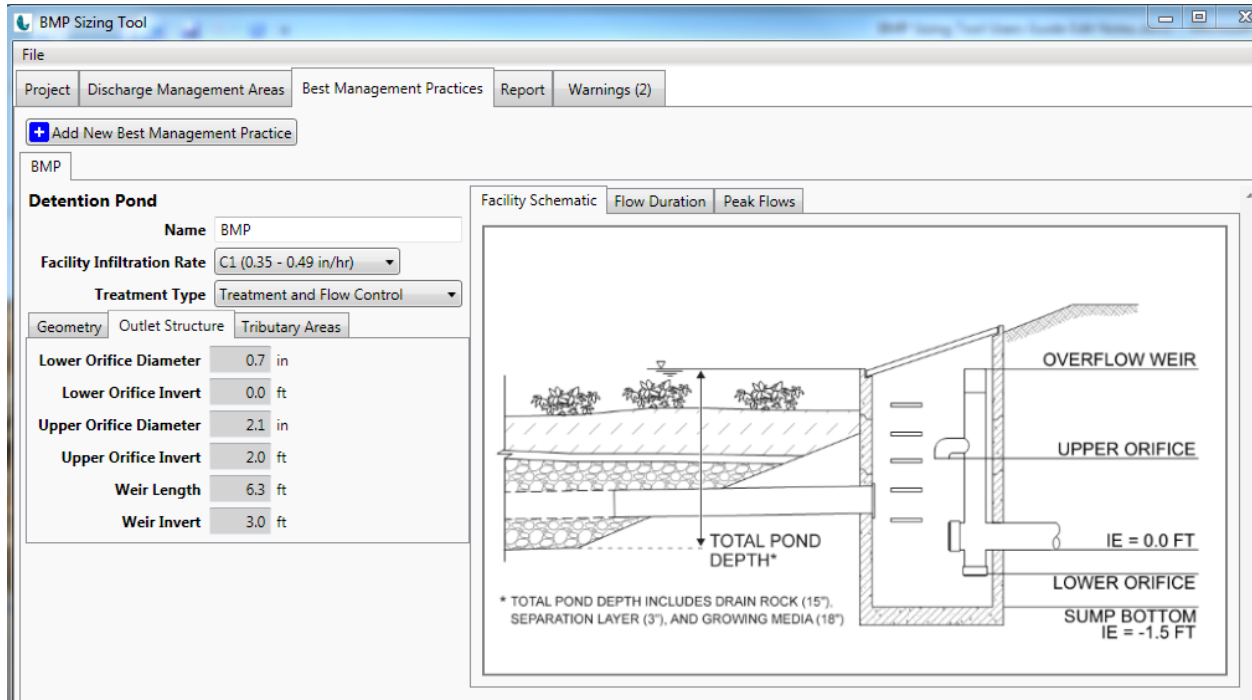 BMP Sizing Tool
File
Project
Discharge Management Areas
Best Management Practices
Report
Warnings (2)
Add New Best Management Practice
BMP
Detention Pond
Name BMP
Facility Infiltration Rate C1 (0.35 - 0.49 in/hr)
Treatment Type Treatment and Flow Control
Geometry
Outlet Structure
Tributary Areas
Lower Orifice Diameter 0.7 in
Lower Orifice Invert 0.0 ft
Upper Orifice Diameter 2.1 in
Upper Orifice Invert 2.0 ft
Weir Length 6.3 ft
Weir Invert 3.0 ft
Facility Schematic
Flow Duration
Peak Flows
OVERFLOW WEIR
UPPER ORIFICE
TOTAL POND
DEPTH*
IE = 0.0 FT
LOWER ORIFICE
SUMP BOTTOM
IE = -1.5 FT
* TOTAL POND DEPTH INCLUDES DRAIN ROCK (15"),
SEPARATION LAYER (3"), AND GROWING MEDIA (18")